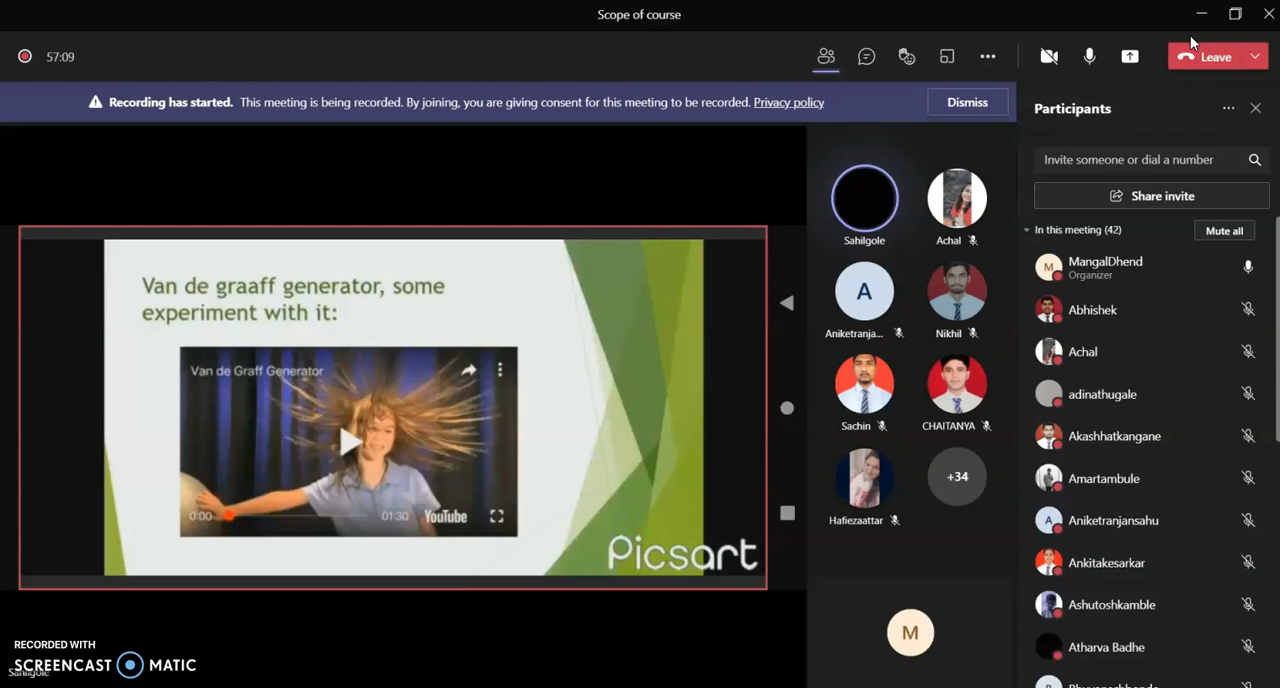 Scope of course
57:09
Leave
Recording has started. This meeting is being recorded. By joining, you are giving consent for this meeting to be recorded. Privacy policy
Dismiss
Van de graaff generator, some
experiment with it:
Van de Graff Generator
0:00
01:30
YouTube
Picsart
Sahilgole
Achal
Aniketranja...
Nikhil
Sachin
CHAITANYA
Hafiezaattar
+34
A
M
Participants
Invite someone or dial a number
Share invite
In this meeting (42)
Mute all
M
MangalDhend
Organizer
Abhishek
Achal
adinathugale
Akashhatkangane
Amartambule
A
Aniketranjansahu
Ankitakesarkar
Ashutoshkamble
Atharva Badhe
RECORDED WITH
SCREENCAST MATIC
Sahilgole